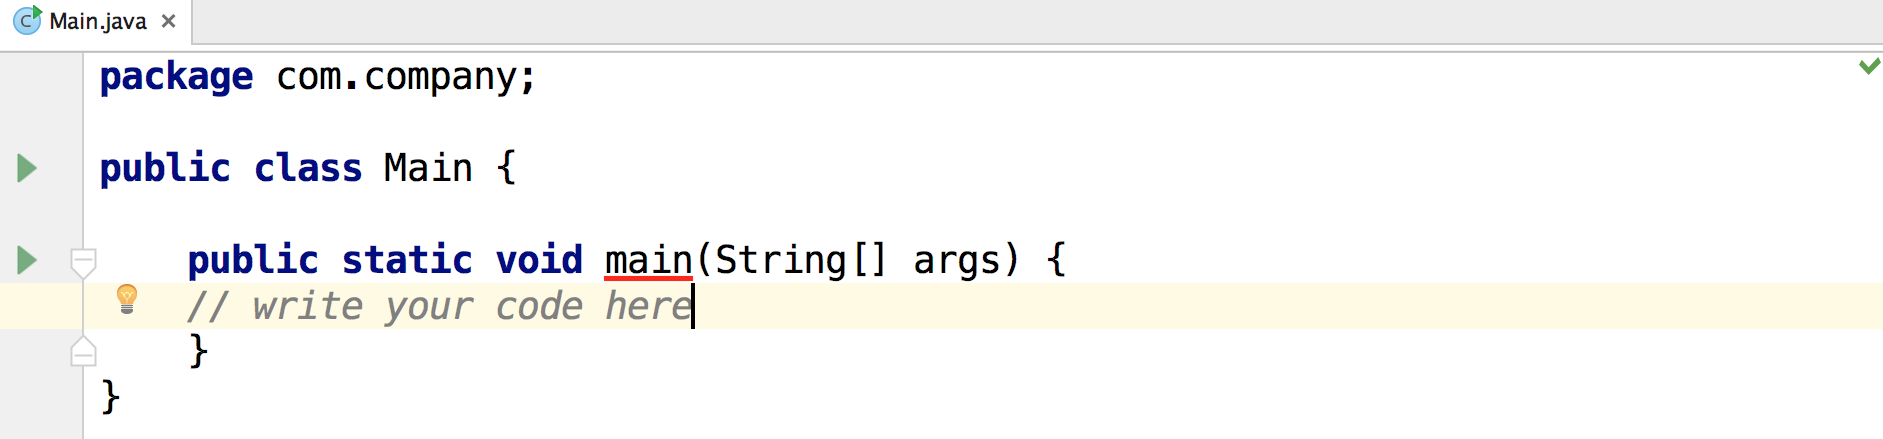 Main.java
package com.company;
public class Main {
public static void main(String[] args) {
// write your code here
}
}